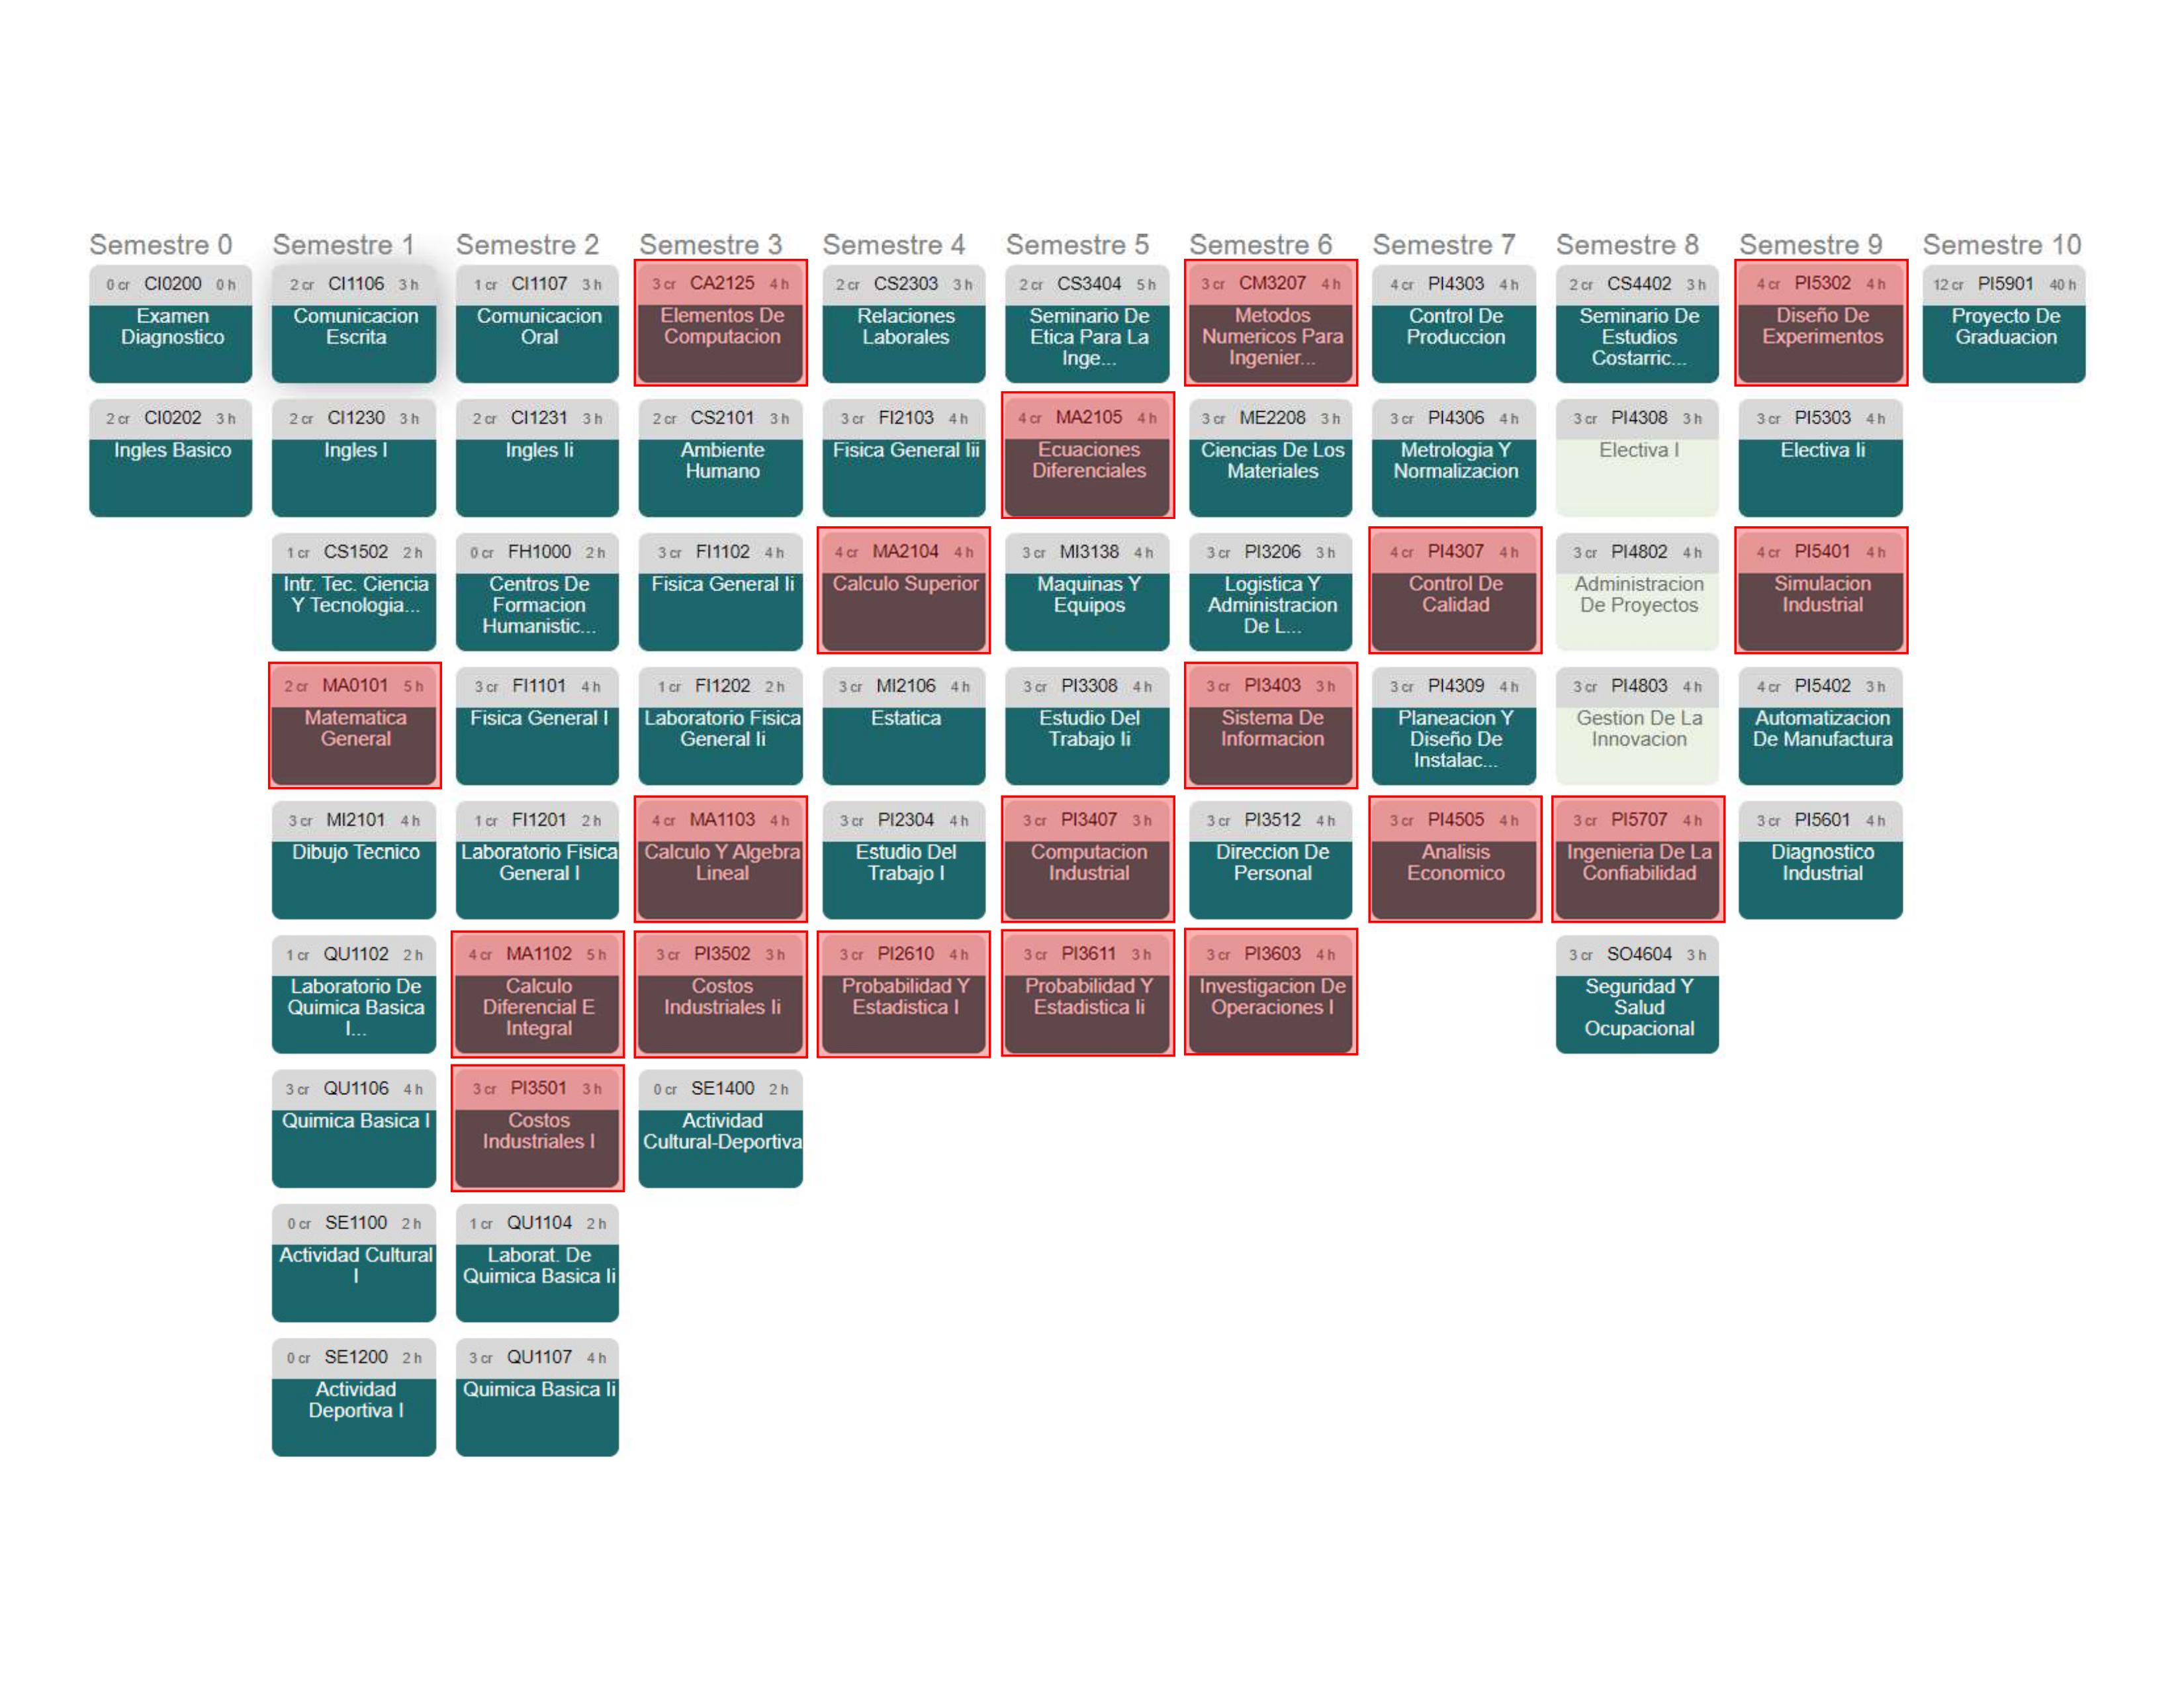 Semestre 0
0 cr CI0200 0 h
Examen
Diagnostico
2 cr CI0202 3 h
Ingles Basico
Semestre 1
2 cr CI1106 3 h
Comunicacion
Escrita
2 cr CI1230 3 h
Ingles I
1 cr CS1502 2 h
Intr. Tec. Ciencia
Y Tecnologia...
2 cr MA0101 5 h
Matematica
General
3 cr MI2101 4 h
Dibujo Tecnico
1 cr QU1102 2 h
Laboratorio De
Quimica Basica
I...
3 cr QU1106 4 h
Quimica Basica I
0 cr SE1100 2 h
Actividad Cultural
I
0 cr SE1200 2 h
Actividad
Deportiva I
Semestre 2
1 cr CI1107 3 h
Comunicacion
Oral
2 cr CI1231 3 h
Ingles Ii
0 cr FH1000 2 h
Centros De
Formacion
Humanistic...
3 cr FI1101 4 h
Fisica General I
1 cr FI1201 2 h
Laboratorio Fisica
General I
4 cr MA1102 5 h
Calculo
Diferencial E
Integral
3 cr PI3501 3 h
Costos
Industriales I
1 cr QU1104 2 h
Laborat. De
Quimica Basica Ii
3 cr QU1107 4 h
Quimica Basica Ii
Semestre 3
3 cr CA2125 4 h
Elementos De
Computacion
2 cr CS2101 3 h
Ambiente
Humano
3 cr FI1102 4 h
Fisica General Ii
1 cr FI1202 2 h
Laboratorio Fisica
General Ii
4 cr MA1103 4 h
Calculo Y Algebra
Lineal
3 cr PI3502 3 h
Costos
Industriales Ii
0 cr SE1400 2 h
Actividad
Cultural-Deportiva
Semestre 4
2 cr CS2303 3 h
Relaciones
Laborales
3 cr FI2103 4 h
Fisica General Iii
4 cr MA2104 4 h
Calculo Superior
3 cr MI2106 4 h
Estatica
3 cr PI2304 4 h
Estudio Del
Trabajo I
3 cr PI2610 4 h
Probabilidad Y
Estadistica I
Semestre 5
2 cr CS3404 5 h
Seminario De
Etica Para La
Inge...
4 cr MA2105 4 h
Ecuaciones
Diferenciales
3 cr MI3138 4 h
Maquinas Y
Equipos
3 cr PI3308 4 h
Estudio Del
Trabajo Ii
3 cr PI3407 3 h
Computacion
Industrial
3 cr PI3611 3 h
Probabilidad Y
Estadistica Ii
Semestre 6
3 cr CM3207 4 h
Metodos
Numericos Para
Ingenier...
3 cr ME2208 3 h
Ciencias De Los
Materiales
3 cr PI3206 3 h
Logistica Y
Administracion
De L...
3 cr PI3403 3 h
Sistema De
Informacion
3 cr PI3512 4 h
Direccion De
Personal
3 cr PI3603 4 h
Investigacion De
Operaciones I
Semestre 7
4 cr PI4303 4 h
Control De
Produccion
3 cr PI4306 4 h
Metrologia Y
Normalizacion
4 cr PI4307 4 h
Control De
Calidad
3 cr PI4309 4 h
Planeacion Y
Diseño De
Instalac...
3 cr PI4505 4 h
Analisis
Economico
Semestre 8
2 cr CS4402 3 h
Seminario De
Estudios
Costarric...
3 cr PI4308 3 h
Electiva I
3 cr PI4802 4 h
Administracion
De Proyectos
3 cr PI4803 4 h
Gestion De La
Innovacion
3 cr PI5707 4 h
Ingenieria De La
Confiabilidad
3 cr SO4604 3 h
Seguridad Y
Salud
Ocupacional
Semestre 9
4 cr PI5302 4 h
Diseño De
Experimentos
3 cr PI5303 4 h
Electiva Ii
4 cr PI5401 4 h
Simulacion
Industrial
4 cr PI5402 3 h
Automatizacion
De Manufactura
3 cr PI5601 4 h
Diagnostico
Industrial
Semestre 10
12 cr PI5901 40 h
Proyecto De
Graduacion